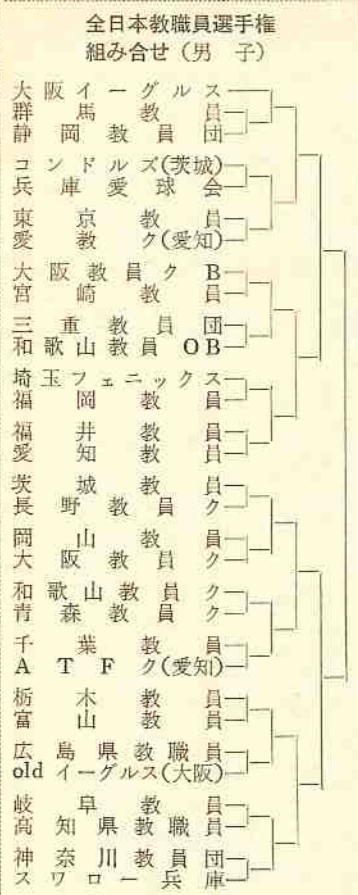 全日本教職員選手権
組み合せ（男　子）
大阪イーグルス
群馬教員
静岡教員団
コンドルズ(茨城)
兵庫愛球会
東京教員
愛教ク(愛知)
大阪教員クB
宮崎教員
三重教員団
和歌山教員OB
埼玉フェニックス
福岡教員
福井教員
愛知教員
茨城教員
長野教員ク
岡山教員
大阪教員ク
和歌山教員ク
青森教員ク
千葉教員
ATFク(愛知)
栃木教員
富山教員
広島県教職員
old イーグルス(大阪)
岐阜教員
高知県教職員
神奈川教員団
スワロー兵庫